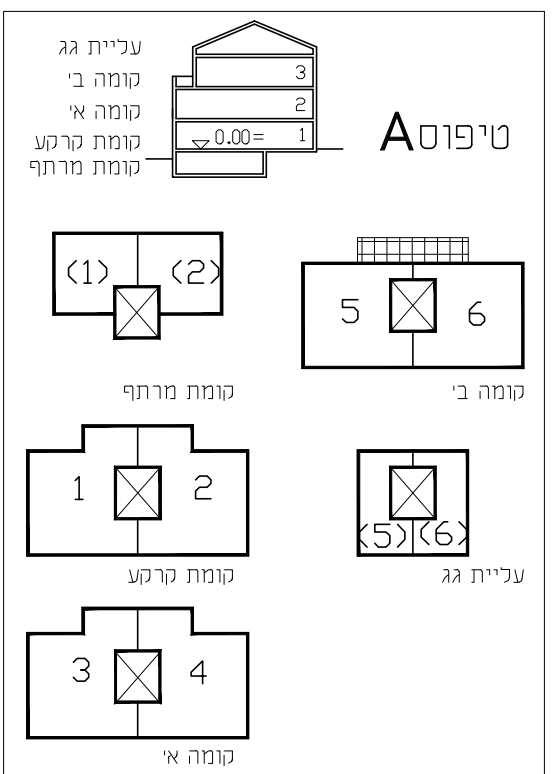 עליית גג
קומה ב'
3
קומה א'
2
קומת קרקע
0.00=
1
קומת מרתף
טיפוס A
(1) (2)
קומת מרתף
5 6
קומה ב'
1 2
קומת קרקע
(5) (6)
עליית גג
3 4
קומה א'